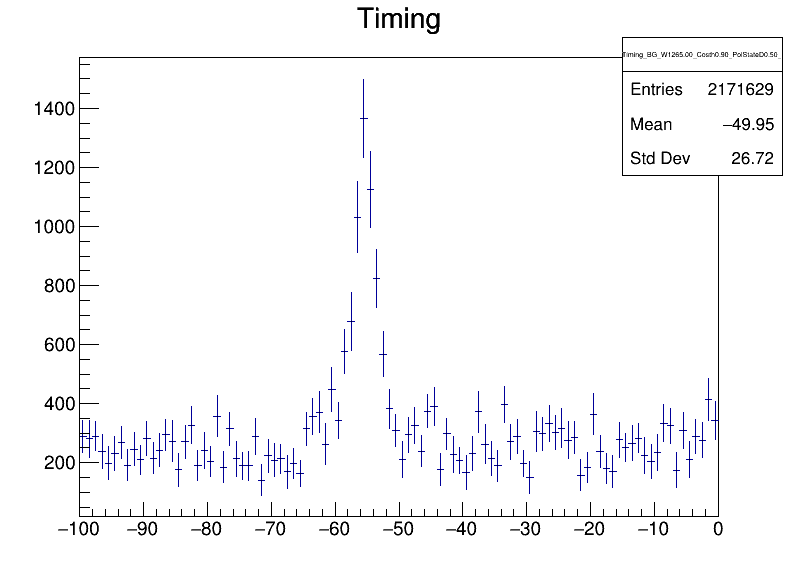 Timing
Timing_BG_W1265.00_Costh0.90_PolStateD0.50_
Entries 2171629
Mean −49.95
Std Dev 26.72
1400
1200
1000
800
600
400
200
−100 −90 −80 −70 −60 −50 −40 −30 −20 −10 0